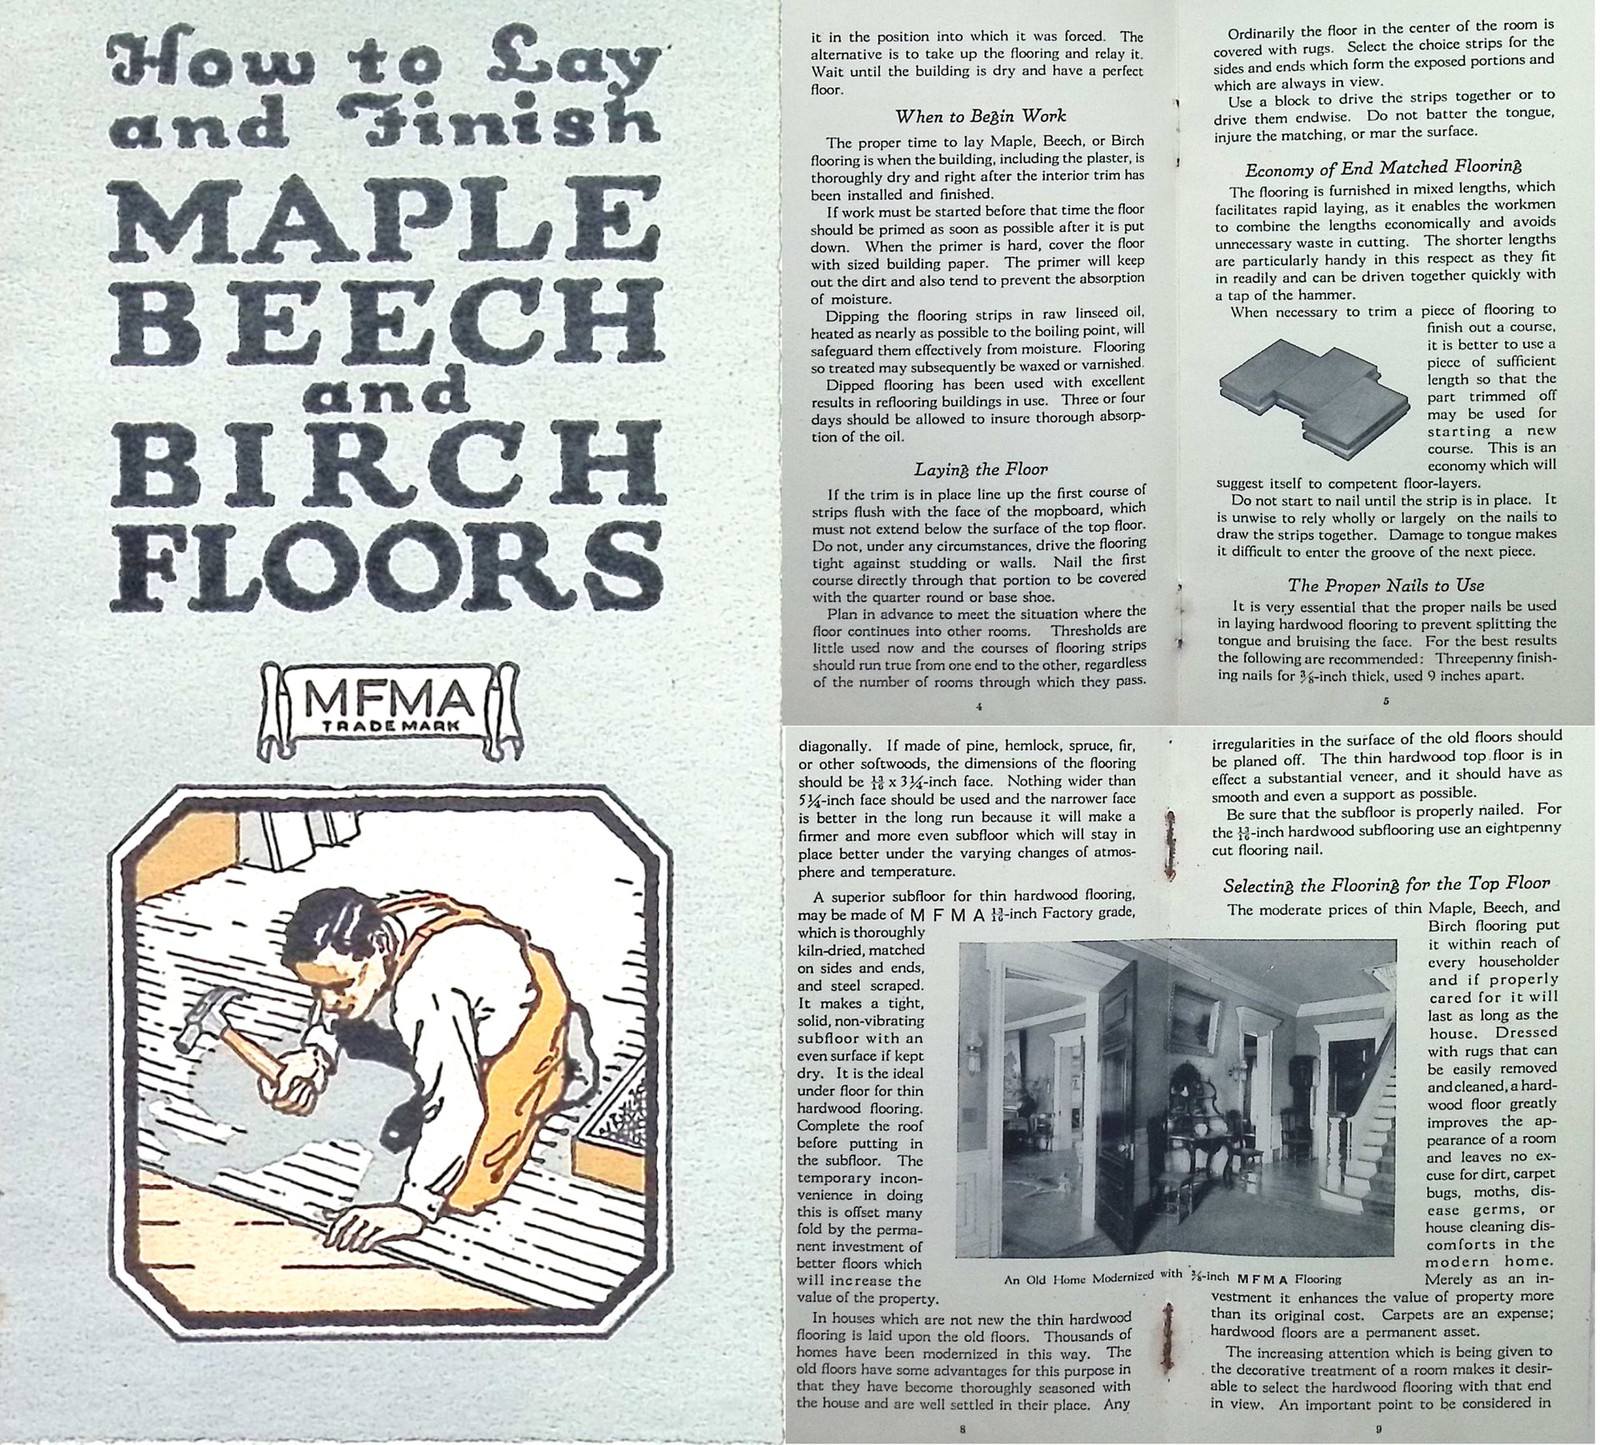 How to Lay
and Finish
MAPLE
BEECH
and
BIRCH
FLOORS
MFMA
TRADE MARK
it in the position into which it was forced. The
alternative is to take up the flooring and relay it.
Wait until the building is dry and have a perfect
floor.
When to Begin Work
The proper time to lay Maple, Beech, or Birch
flooring is when the building, including the plaster, is
thoroughly dry and right after the interior trim has
been installed and finished.
If work must be started before that time the floor
should be primed as soon as possible after it is put
down. When the primer is hard, cover the floor
with sized building paper. The primer will keep
out the dirt and also tend to prevent the absorption
of moisture.
Dipping the flooring strips in raw linseed oil,
heated as nearly as possible to the boiling point, will
safeguard them effectively from moisture. Flooring
so treated may subsequently be waxed or varnished.
Dipped flooring has been used with excellent
results in reflooring buildings in use. Three or four
days should be allowed to insure thorough absorp-
tion of the oil.
Laying the Floor
If the trim is in place line up the first course of
strips flush with the face of the mopboard, which
must not extend below the surface of the top floor.
Do not, under any circumstances, drive the flooring
tight against studding or walls. Nail the first
course directly through that portion to be covered
with the quarter round or base shoe.
Plan in advance to meet the situation where the
floor continues into other rooms. Thresholds are
little used now and the courses of flooring strips
should run true from one end to the other, regardless
of the number of rooms through which they pass.
4
Ordinarily the floor in the center of the room is
covered with rugs. Select the choice strips for the
sides and ends which form the exposed portions and
which are always in view.
Use a block to drive the strips together or to
drive them endwise. Do not batter the tongue,
injure the matching, or mar the surface.
Economy of End Matched Flooring
The flooring is furnished in mixed lengths, which
facilitates rapid laying, as it enables the workmen
to combine the lengths economically and avoids
unnecessary waste in cutting. The shorter lengths
are particularly handy in this respect as they fit
in readily and can be driven together quickly with
a tap of the hammer.
When necessary to trim a piece of flooring to
finish out a course,
it is better to use a
piece of sufficient
length so that the
part trimmed off
may be used for
starting a new
course. This is an
economy which will
suggest itself to competent floor-layers.
Do not start to nail until the strip is in place. It
is unwise to rely wholly or largely on the nails to
draw the strips together. Damage to tongue makes
it difficult to enter the groove of the next piece.
The Proper Nails to Use
It is very essential that the proper nails be used
in laying hardwood flooring to prevent splitting the
tongue and bruising the face. For the best results
the following are recommended: Threepenny finish-
ing nails for ⅜-inch thick, used 9 inches apart.
5
diagonally. If made of pine, hemlock, spruce, fir,
or other softwoods, the dimensions of the flooring
should be 13/16 x 3¼-inch face. Nothing wider than
5¼-inch face should be used and the narrower face
is better in the long run because it will make a
firmer and more even subfloor which will stay in
place better under the varying changes of atmos-
phere and temperature.
A superior subfloor for thin hardwood flooring,
may be made of MFMA 13/16-inch Factory grade,
which is thoroughly
kiln-dried, matched
on sides and ends,
and steel scraped.
It makes a tight,
solid, non-vibrating
subfloor with an
even surface if kept
dry. It is the ideal
under floor for thin
hardwood flooring.
Complete the roof
before putting in
the subfloor. The
temporary incon-
venience in doing
this is offset many
fold by the perma-
nent investment of
better floors which
will increase the
value of the property.
In houses which are not new the thin hardwood
flooring is laid upon the old floors. Thousands of
homes have been modernized in this way. The
old floors have some advantages for this purpose in
that they have become thoroughly seasoned with
the house and are well settled in their place. Any
8
An Old Home Modernized with ⅜-inch MFMA Flooring
irregularities in the surface of the old floors should
be planed off. The thin hardwood top floor is in
effect a substantial veneer, and it should have as
smooth and even a support as possible.
Be sure that the subfloor is properly nailed. For
the 13/16-inch hardwood subflooring use an eightpenny
cut flooring nail.
Selecting the Flooring for the Top Floor
The moderate prices of thin Maple, Beech, and
Birch flooring put
it within reach of
every householder
and if properly
cared for it will
last as long as the
house. Dressed
with rugs that can
be easily removed
and cleaned, a hard-
wood floor greatly
improves the ap-
pearance of a room
and leaves no ex-
cuse for dirt, carpet
bugs, moths, dis-
ease germs, or
house cleaning dis-
comforts in the
modern home.
Merely as an in-
vestment it enhances the value of property more
than its original cost. Carpets are an expense;
hardwood floors are a permanent asset.
The increasing attention which is being given to
the decorative treatment of a room makes it desir-
able to select the hardwood flooring with that end
in view. An important point to be considered in
9